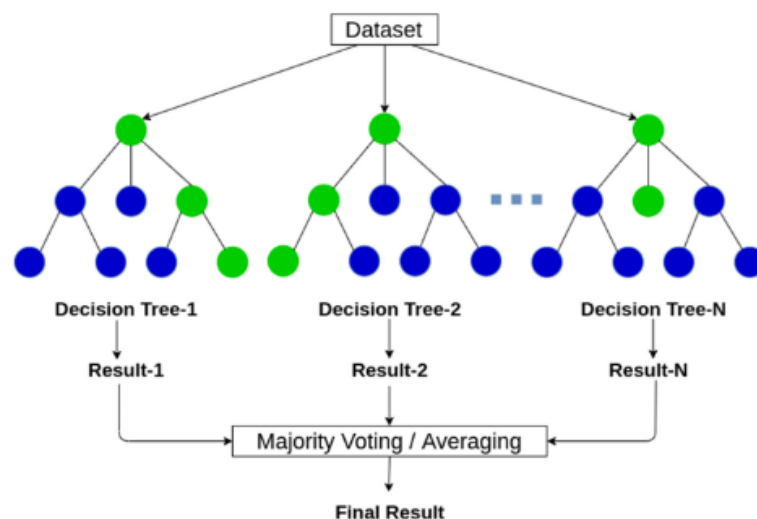 Dataset
Decision Tree-1
Decision Tree-2
Decision Tree-N
Result-1
Result-2
Result-N
Majority Voting / Averaging
Final Result